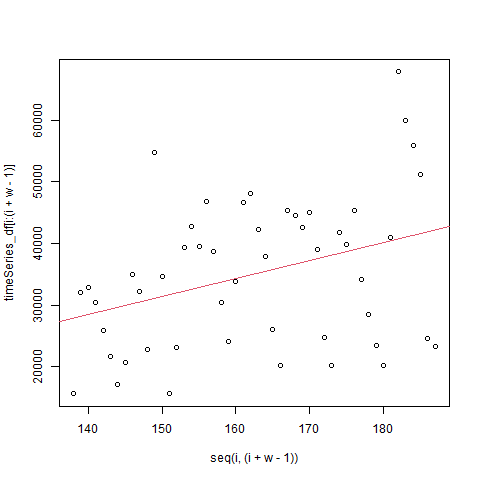 timeSeries_df[i:(i + w - 1)]
60000
50000
40000
30000
20000
140 150 160 170 180
seq(i, (i + w - 1))